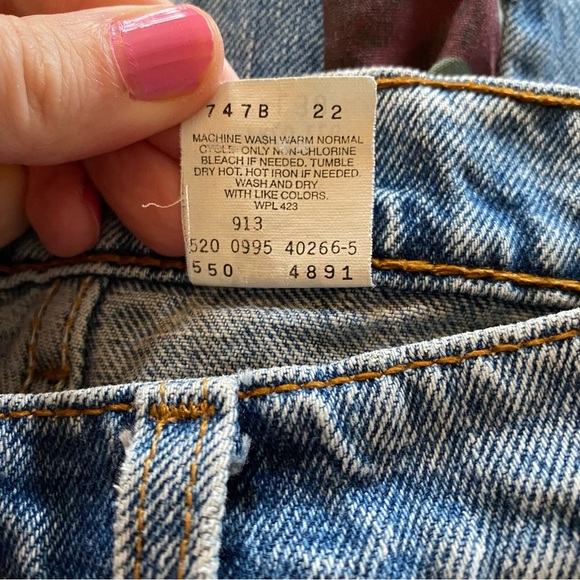 747B 22
MACHINE WASH WARM NORMAL
CYCLE- ONLY NON-CHLORINE
BLEACH IF NEEDED. TUMBLE
DRY HOT. HOT IRON IF NEEDED.
WASH AND DRY
WITH LIKE COLORS.
WPL 423
913
520 0995 40266-5
550 4891